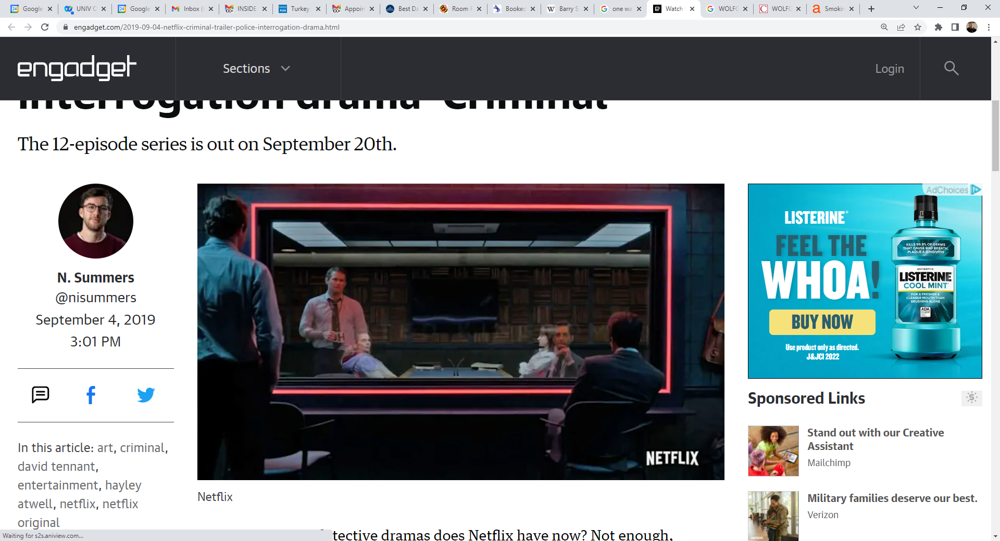 Google
UNIV C
Google
Inbox (
INSIDE
Turkey
Appoin
Best Da
Room F
Booked
Barry S
one wa
Watch
WOLFG
WOLFG
Smokin
engadget.com/2019-09-04-netflix-criminal-trailer-police-interrogation-drama.html
engadget
Sections
Login
interrogation drama 'Criminal'
The 12-episode series is out on September 20th.
N. Summers
@nisummers
September 4, 2019
3:01 PM
In this article: art, criminal,
david tennant,
entertainment, hayley
atwell, netflix, netflix
original
NETFLIX
Netflix
tective dramas does Netflix have now? Not enough,
AdChoices
LISTERINE®
FEEL THE
WHOA!
BUY NOW
Use product only as directed.
J&JCI 2022
KILLS 99.9% OF GERMS
THAT CAUSE BAD BREATH,
PLAQUE & GINGIVITIS
ANTISEPTIC
LISTERINE
COOL MINT
FOR A FRESHER &
CLEANER MOUTH THAN
BRUSHING ALONE
ADA
Sponsored Links
Stand out with our Creative
Assistant
Mailchimp
Military families deserve our best.
Verizon
Waiting for s2s.aniview.com...